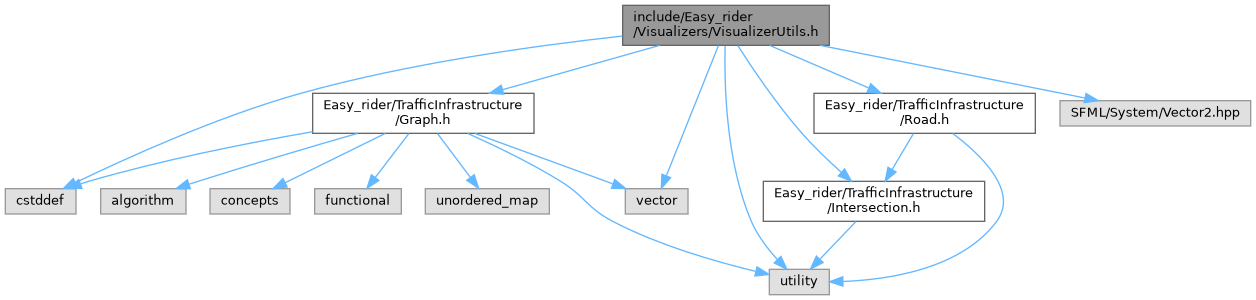 include/Easy_rider
/Visualizers/VisualizerUtils.h
Easy_rider/TrafficInfrastructure
/Graph.h
Easy_rider/TrafficInfrastructure
/Road.h
SFML/System/Vector2.hpp
cstddef
algorithm
concepts
functional
unordered_map
vector
Easy_rider/TrafficInfrastructure
/Intersection.h
utility